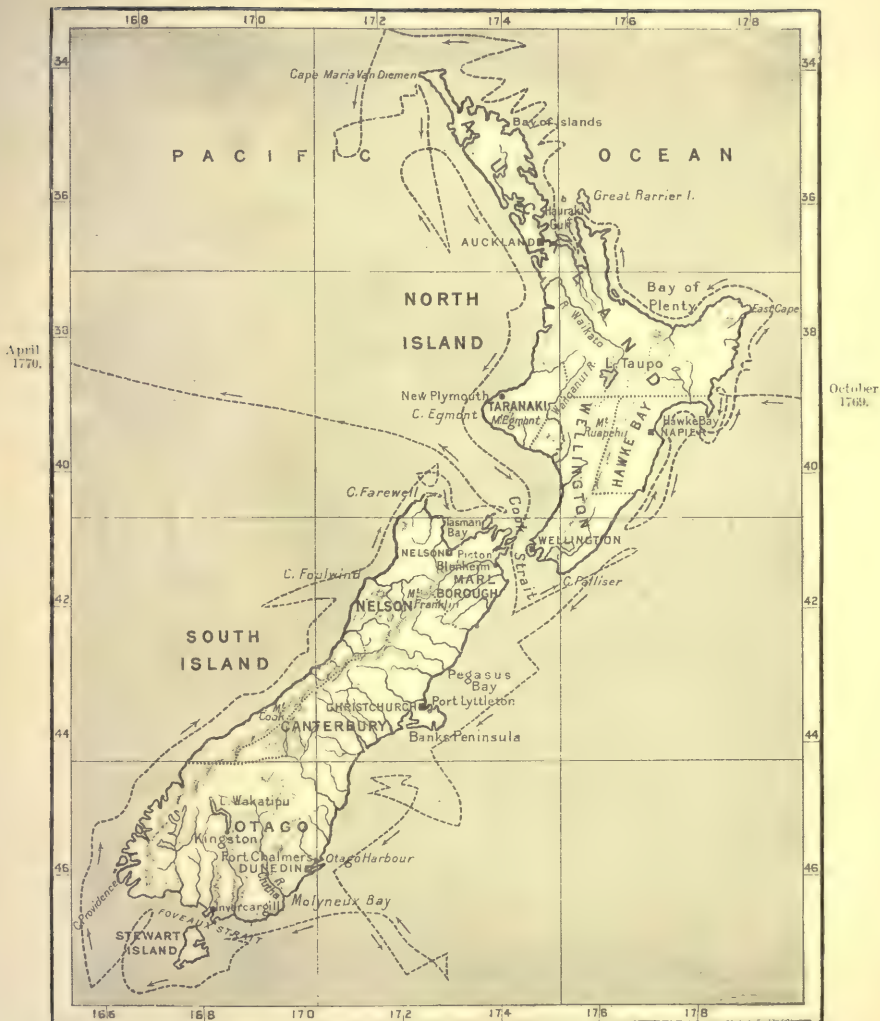 168 170 172 174 176 178
34 34
Cape Maria Van Diemen
Bay of Islands
PACIFIC OCEAN
36 36
Great Barrier I.
Hauraki
Gulf
AUCKLAND
AUCKLAND
NORTH
ISLAND
Bay of
Plenty
East Cape
R. Waikato
38 38
April
1770.
L. Taupo
October
1769.
New Plymouth
TARANAKI
C. Egmont
Mt. Egmont
Wanganui R.
WELLINGTON
Mt.
Ruapehu
HAWKE BAY
Hawke Bay
NAPIER
40 40
C. Farewell
Cook Strait
Tasman
Bay
WELLINGTON
NELSON
Picton
Blenheim
C. Foulwind
C. Palliser
MARL
BOROUGH
Mt.
Franklin
NELSON
42 42
SOUTH
ISLAND
Pegasus
Bay
CHRISTCHURCH
Port Lyttleton
Mt.
Cook
CANTERBURY
Banks Peninsula
44 44
L. Wakatipu
OTAGO
Kingston
Port Chalmers
Otago Harbour
DUNEDIN
46 46
Clutha R.
C. Providence
Invercargill
Molyneux Bay
FOVEAUX STRAIT
STEWART
ISLAND
166 168 170 172 174 176 178